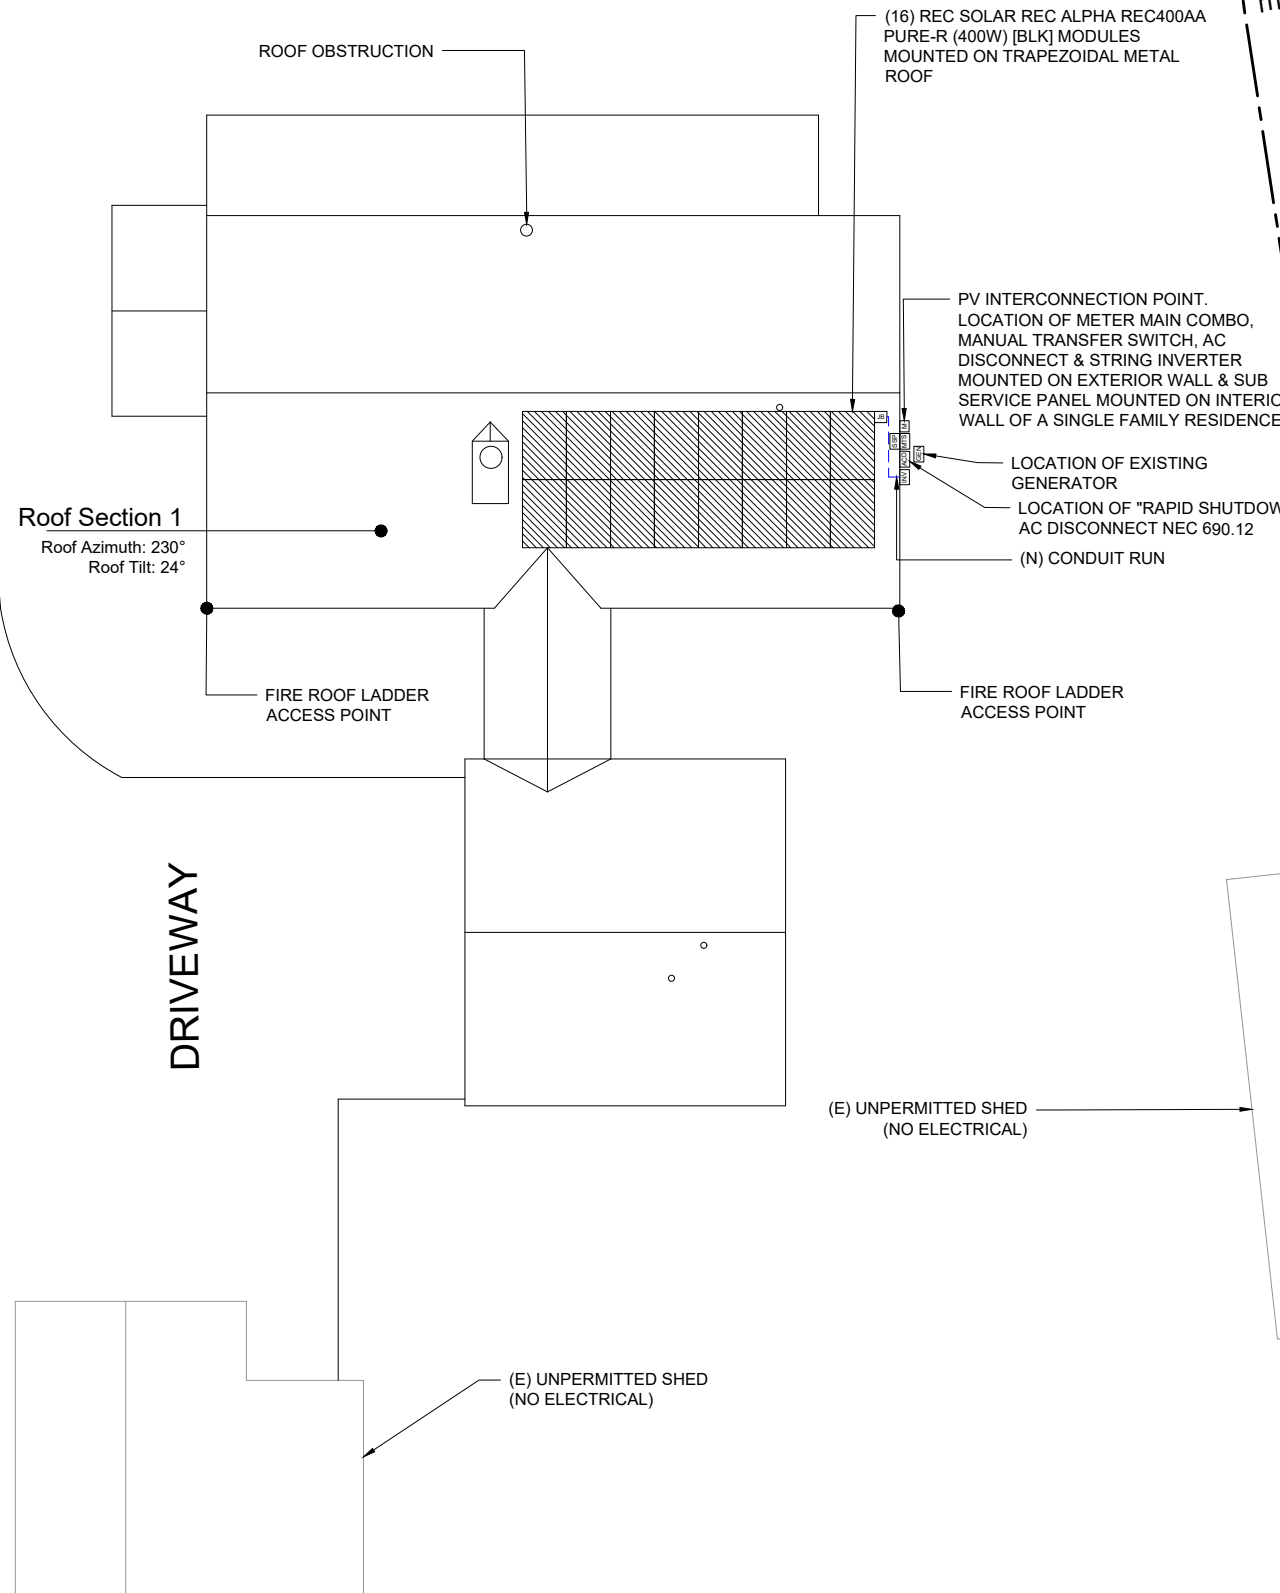 (16) REC SOLAR REC ALPHA REC400AA
PURE-R (400W) [BLK] MODULES
MOUNTED ON TRAPEZOIDAL METAL
ROOF
ROOF OBSTRUCTION
PV INTERCONNECTION POINT.
LOCATION OF METER MAIN COMBO,
MANUAL TRANSFER SWITCH, AC
DISCONNECT & STRING INVERTER
MOUNTED ON EXTERIOR WALL & SUB
SERVICE PANEL MOUNTED ON INTERIO
WALL OF A SINGLE FAMILY RESIDENCE
JB
M
SSP
MTS
GEN
ACD
INV
LOCATION OF EXISTING
GENERATOR
LOCATION OF "RAPID SHUTDOW
AC DISCONNECT NEC 690.12
(N) CONDUIT RUN
Roof Section 1
Roof Azimuth: 230°
Roof Tilt: 24°
FIRE ROOF LADDER
ACCESS POINT
FIRE ROOF LADDER
ACCESS POINT
DRIVEWAY
(E) UNPERMITTED SHED
(NO ELECTRICAL)
(E) UNPERMITTED SHED
(NO ELECTRICAL)